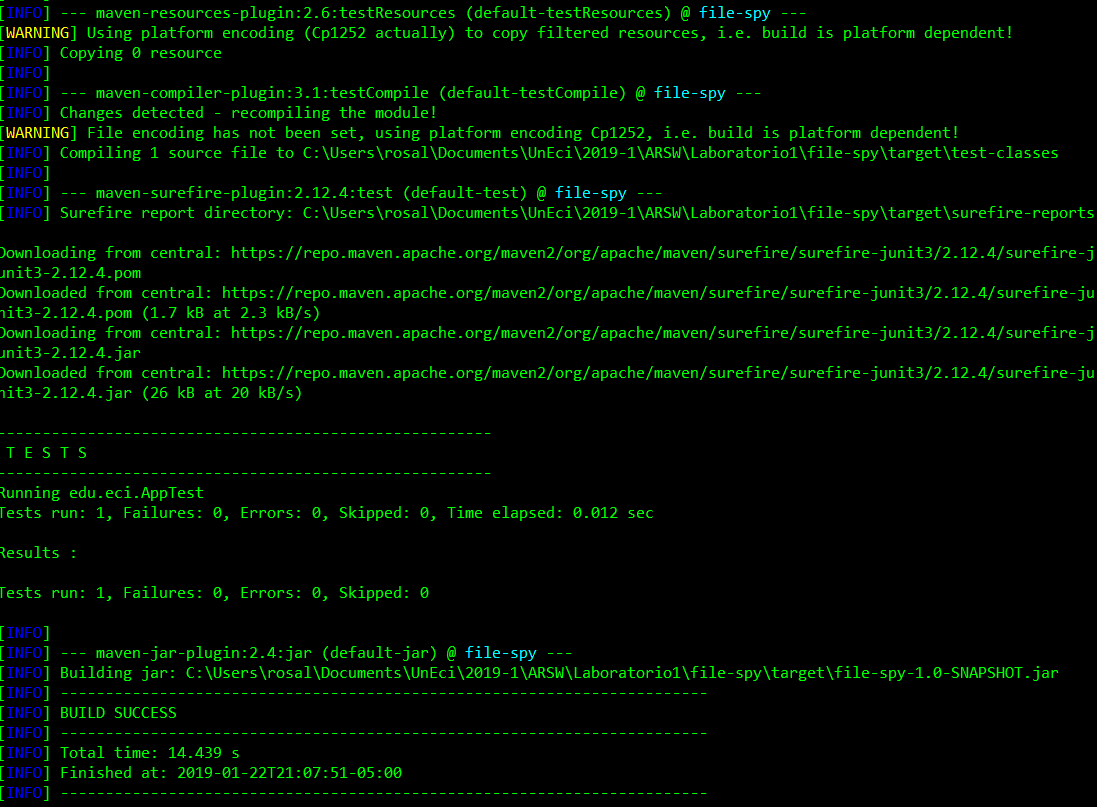 [INFO] --- maven-resources-plugin:2.6:testResources (default-testResources) @ file-spy ---
[WARNING] Using platform encoding (Cp1252 actually) to copy filtered resources, i.e. build is platform dependent!
[INFO] Copying 0 resource
[INFO]
[INFO] --- maven-compiler-plugin:3.1:testCompile (default-testCompile) @ file-spy ---
[INFO] Changes detected - recompiling the module!
[WARNING] File encoding has not been set, using platform encoding Cp1252, i.e. build is platform dependent!
[INFO] Compiling 1 source file to C:\Users\rosal\Documents\UnEci\2019-1\ARSW\Laboratorio1\file-spy\target\test-classes
[INFO]
[INFO] --- maven-surefire-plugin:2.12.4:test (default-test) @ file-spy ---
[INFO] Surefire report directory: C:\Users\rosal\Documents\UnEci\2019-1\ARSW\Laboratorio1\file-spy\target\surefire-reports
Downloading from central: https://repo.maven.apache.org/maven2/org/apache/maven/surefire/surefire-junit3/2.12.4/surefire-j
unit3-2.12.4.pom
Downloaded from central: https://repo.maven.apache.org/maven2/org/apache/maven/surefire/surefire-junit3/2.12.4/surefire-ju
nit3-2.12.4.pom (1.7 kB at 2.3 kB/s)
Downloading from central: https://repo.maven.apache.org/maven2/org/apache/maven/surefire/surefire-junit3/2.12.4/surefire-j
unit3-2.12.4.jar
Downloaded from central: https://repo.maven.apache.org/maven2/org/apache/maven/surefire/surefire-junit3/2.12.4/surefire-ju
nit3-2.12.4.jar (26 kB at 20 kB/s)
-------------------------------------------------------
T E S T S
-------------------------------------------------------
Running edu.eci.AppTest
Tests run: 1, Failures: 0, Errors: 0, Skipped: 0, Time elapsed: 0.012 sec
Results :
Tests run: 1, Failures: 0, Errors: 0, Skipped: 0
[INFO]
[INFO] --- maven-jar-plugin:2.4:jar (default-jar) @ file-spy ---
[INFO] Building jar: C:\Users\rosal\Documents\UnEci\2019-1\ARSW\Laboratorio1\file-spy\target\file-spy-1.0-SNAPSHOT.jar
[INFO] ------------------------------------------------------------------------
[INFO] BUILD SUCCESS
[INFO] ------------------------------------------------------------------------
[INFO] Total time: 14.439 s
[INFO] Finished at: 2019-01-22T21:07:51-05:00
[INFO] ------------------------------------------------------------------------